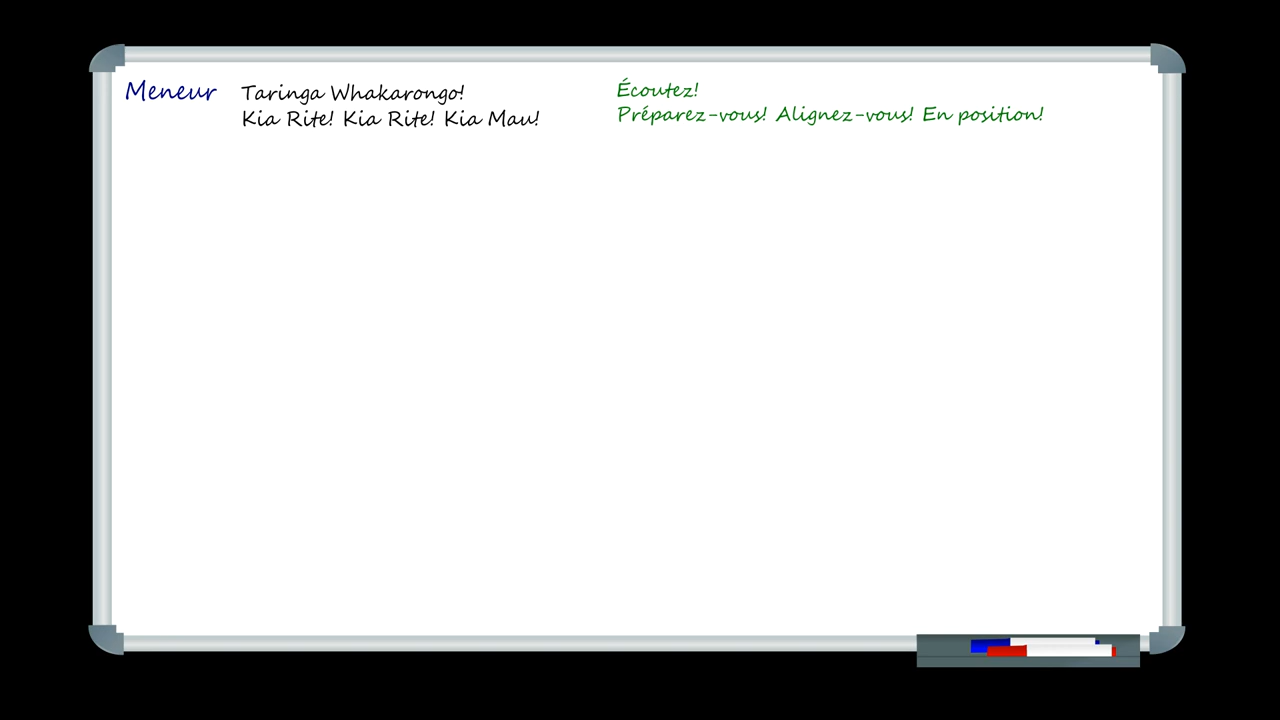 Meneur
Taringa Whakarongo!
Kia Rite! Kia Rite! Kia Mau!
Écoutez!
Préparez-vous! Alignez-vous! En position!